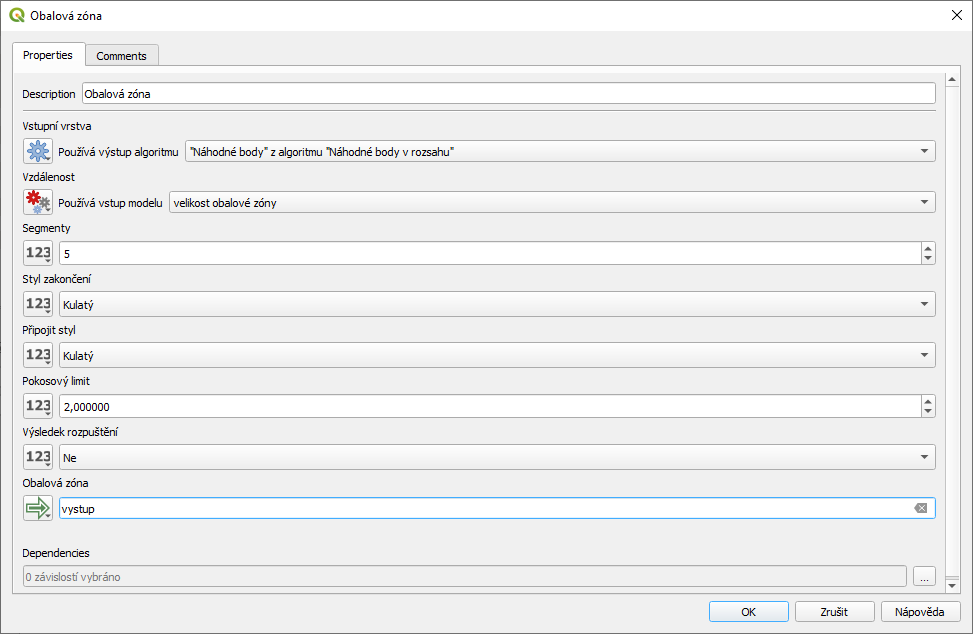 Obalová zóna
Properties
Comments
Description
Obalová zóna
Vstupní vrstva
Používá výstup algoritmu
"Náhodné body" z algoritmu "Náhodné body v rozsahu"
Vzdálenost
Používá vstup modelu
velikost obalové zóny
Segmenty
123
5
Styl zakončení
123
Kulatý
Připojit styl
123
Kulatý
Pokosový limit
123
2,000000
Výsledek rozpuštění
123
Ne
Obalová zóna
vystup
Dependencies
0 závislostí vybráno
...
OK
Zrušit
Nápověda